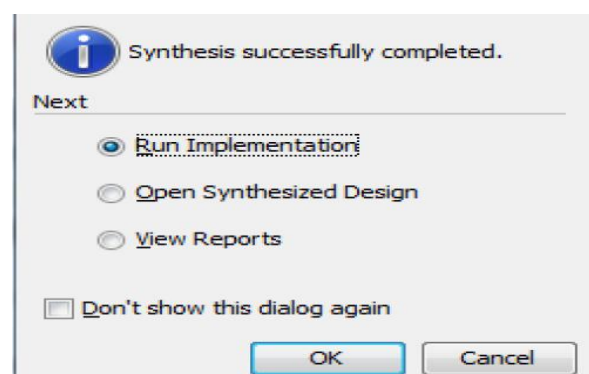 Synthesis successfully completed.
Next
Run Implementation
Open Synthesized Design
View Reports
Don't show this dialog again
OK Cancel